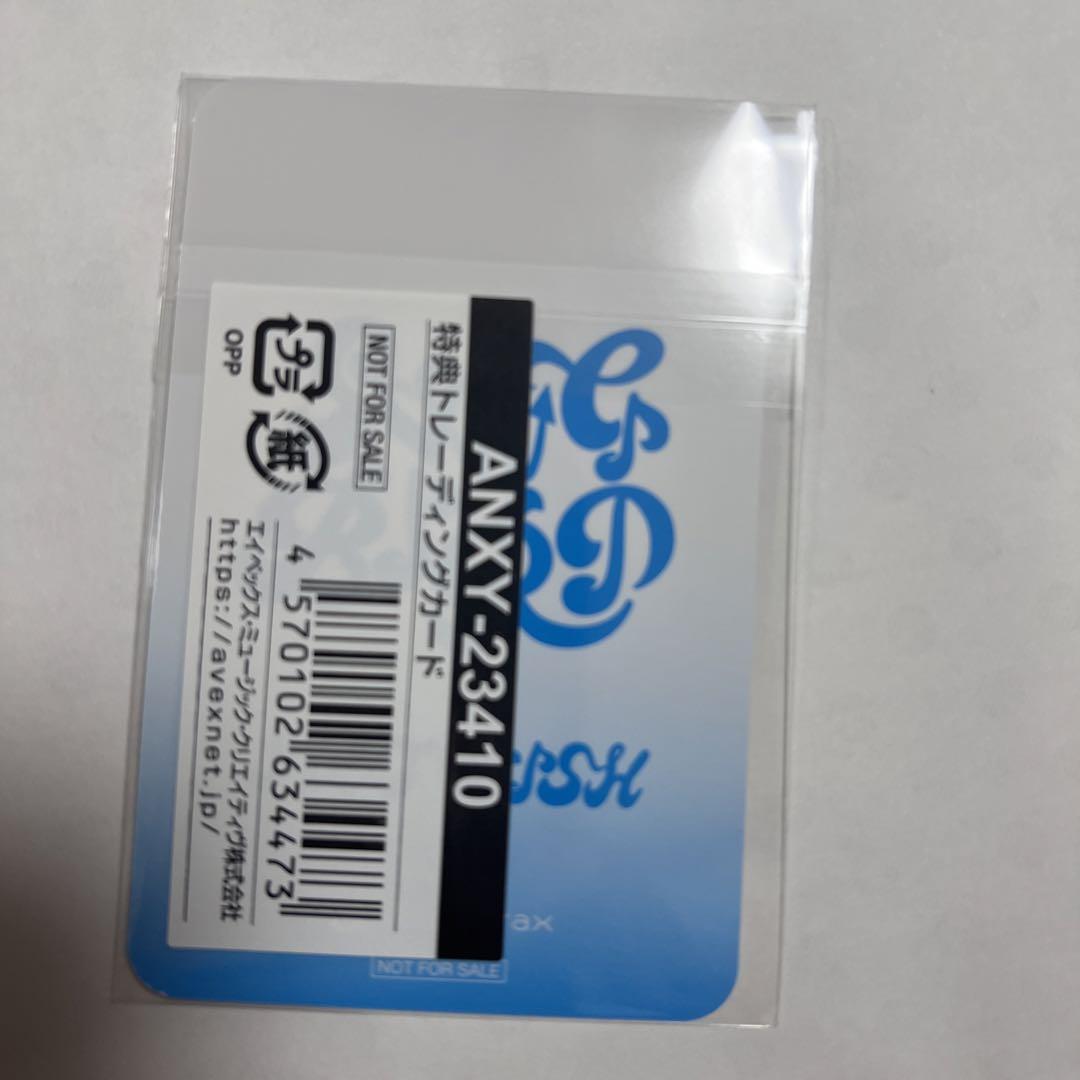 ANXY-23410
特典トレーディングカード
NOT FOR SALE
プラ
紙
OPP
4 570102 634473
エイベックス・ミュージック・クリエイティヴ株式会社
https://avexnet.jp/
NOT FOR SALE